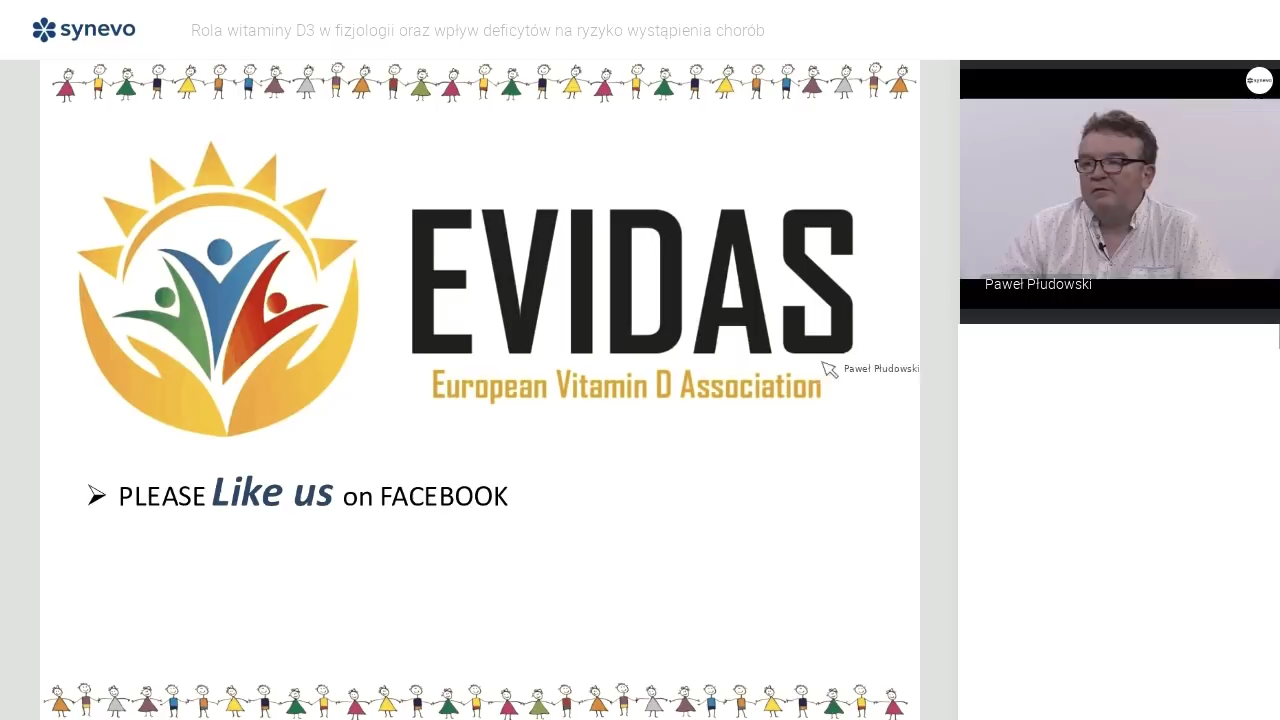 synevo
Rola witaminy D3 w fizjologii oraz wpływ deficytów na ryzyko wystąpienia chorób
synevo
Paweł Płudowski
EVIDAS
Paweł Płudowski
European Vitamin D Association
PLEASE Like us on FACEBOOK